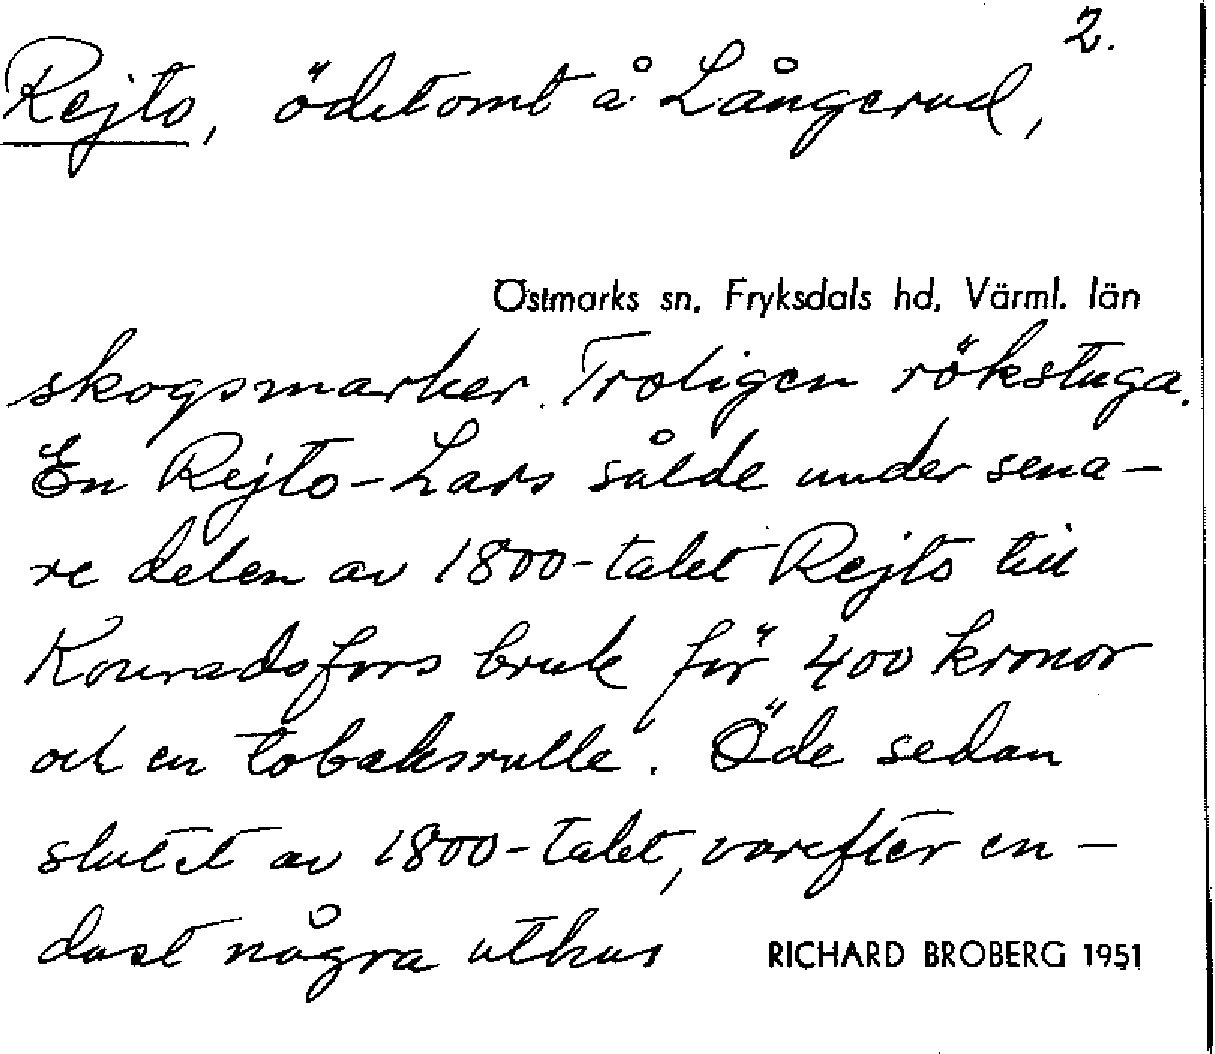 2.
Rejto, ödetomt å Långerud,
Östmarks sn. Fryksdals hd. Värml. län
skogsmarker. Troligen rökstuga.
En Rejto-Lars sålde under sena-
re delen av 1800-talet Rejto till
Konradsfors bruk för 400 kronor
och en tobaksrulle. Öde sedan
slutet av 1800-talet, varefter en-
dast några uthus
RICHARD BROBERG 1951